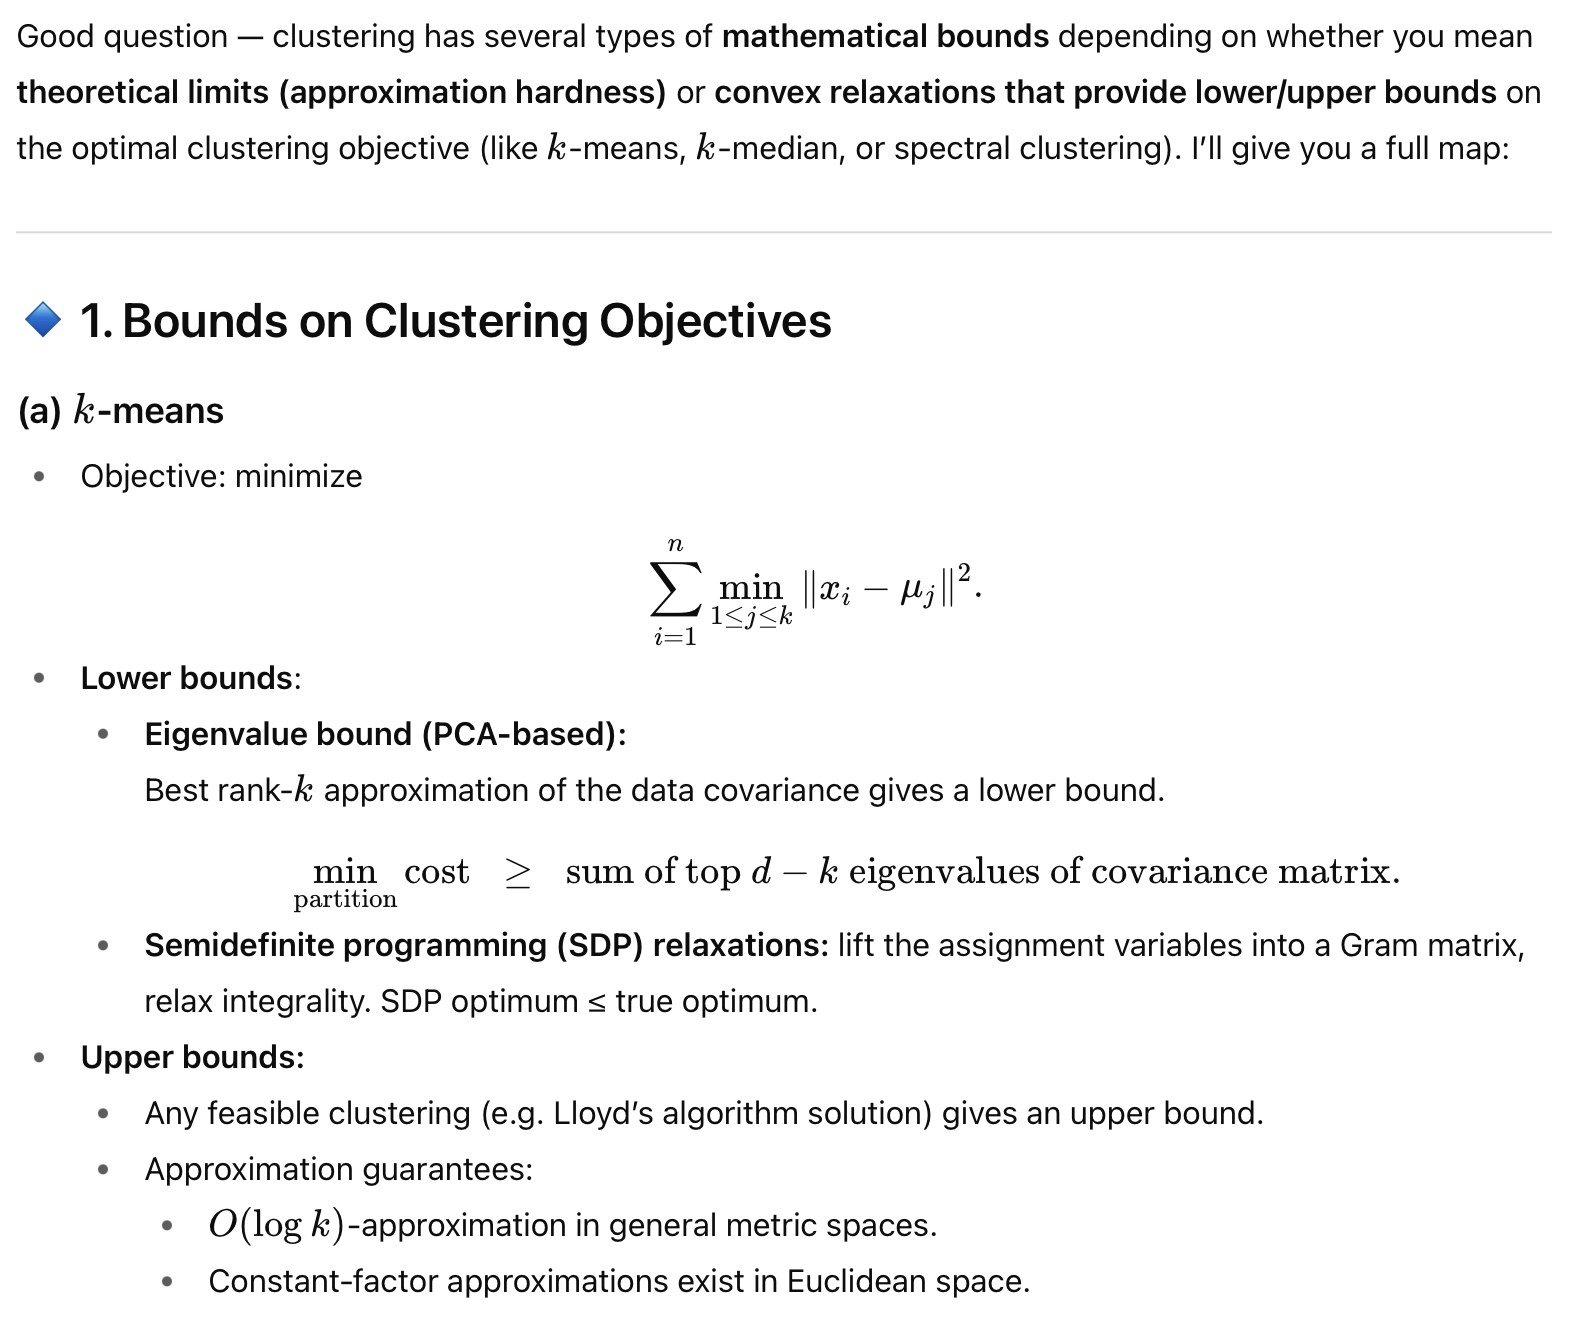 Good question — clustering has several types of mathematical bounds depending on whether you mean
theoretical limits (approximation hardness) or convex relaxations that provide lower/upper bounds on
the optimal clustering objective (like k-means, k-median, or spectral clustering). I'll give you a full map:
1. Bounds on Clustering Objectives
(a) k-means
• Objective: minimize
\sum_{i=1}^{n} \min_{1 \le j \le k} \|x_i - \mu_j\|^2.
• Lower bounds:
• Eigenvalue bound (PCA-based):
Best rank-k approximation of the data covariance gives a lower bound.
\min_{\text{partition}} \text{cost} \ge \text{sum of top } d - k \text{ eigenvalues of covariance matrix.}
• Semidefinite programming (SDP) relaxations: lift the assignment variables into a Gram matrix,
relax integrality. SDP optimum ≤ true optimum.
• Upper bounds:
• Any feasible clustering (e.g. Lloyd's algorithm solution) gives an upper bound.
• Approximation guarantees:
• O(log k)-approximation in general metric spaces.
• Constant-factor approximations exist in Euclidean space.